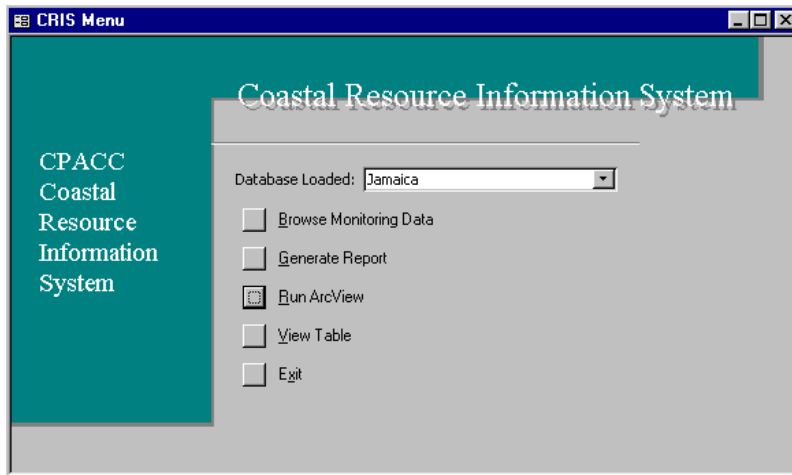 CRIS Menu
Coastal Resource Information System
CPACC
Coastal
Resource
Information
System
Database Loaded: Jamaica
Browse Monitoring Data
Generate Report
Run ArcView
View Table
Exit